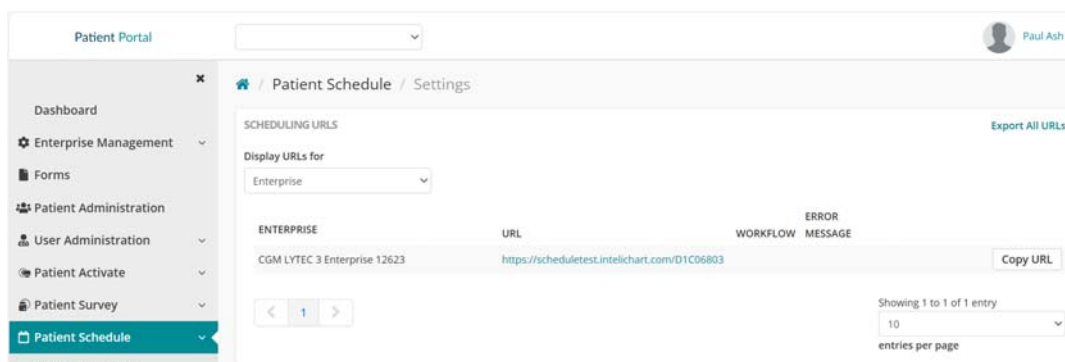 Patient Portal
Paul Ash
Patient Schedule / Settings
Dashboard
Enterprise Management
Forms
Patient Administration
User Administration
Patient Activate
Patient Survey
Patient Schedule
SCHEDULING URLS
Export All URLs
Display URLs for
Enterprise
ENTERPRISE URL WORKFLOW ERROR MESSAGE
CGM LYTEC 3 Enterprise 12623 https://scheduletest.intelichart.com/D1C06803 Copy URL
1
Showing 1 to 1 of 1 entry
10
entries per page